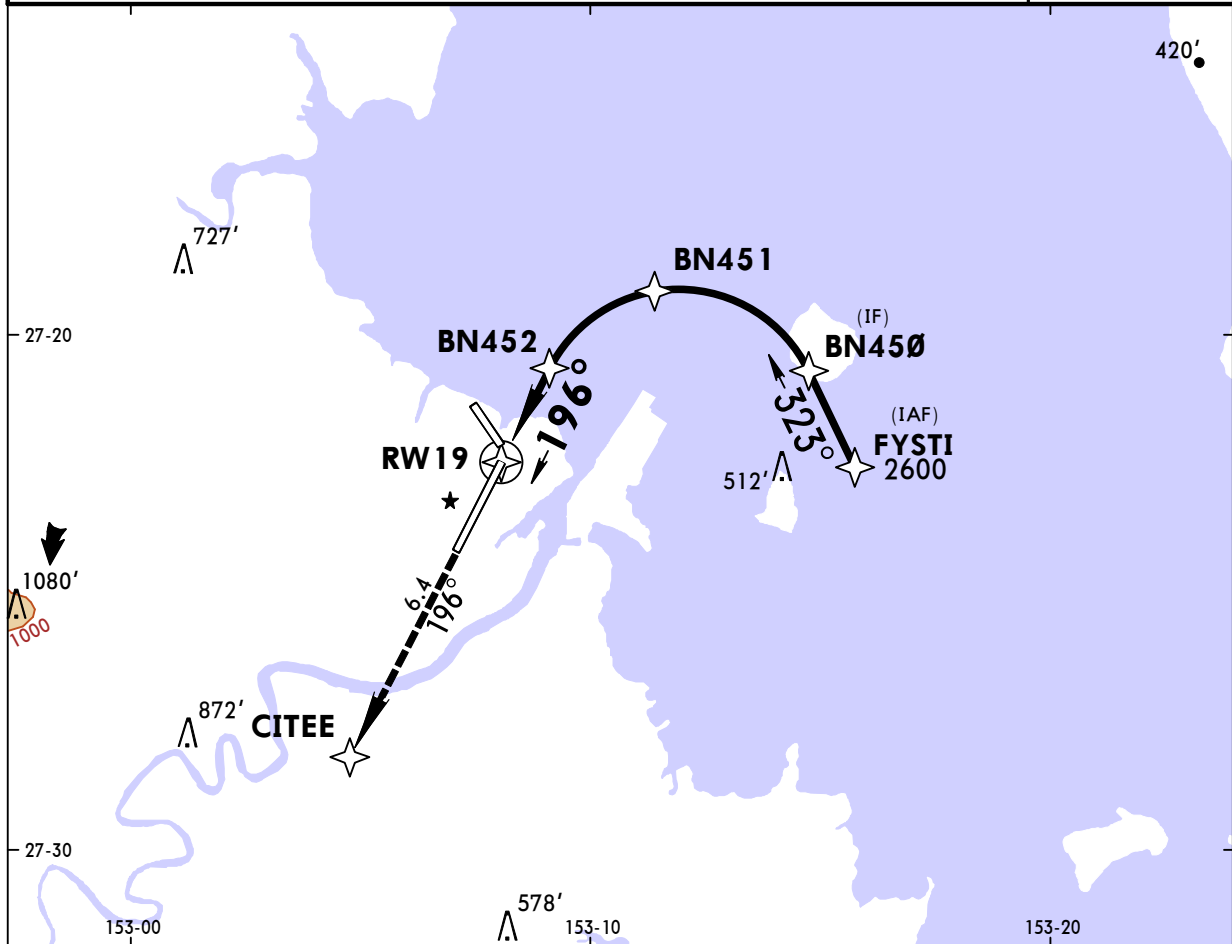 420′
727′
BN451
27-20
(IF)
BN452
BN45Ø
196°
323°
(IAF)
FYSTI
2600
RW19
512′
1080′
1000
6.4
196°
872′
CITEE
27-30
578′
153-00
153-10
153-20